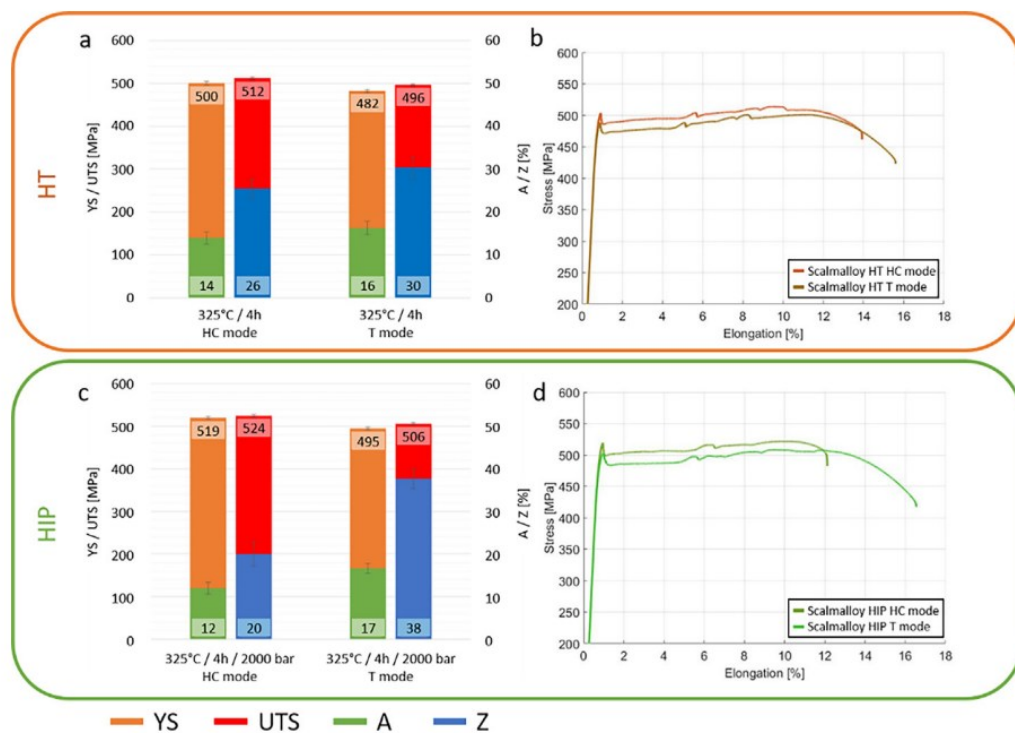 HT
a
YS / UTS [MPa]
600
500
400
300
200
100
0
500
512
482
496
14
26
16
30
325°C / 4h
HC mode
325°C / 4h
T mode
60
50
40
30
20
10
0
A / Z [%]
b
Stress [MPa]
600
550
500
450
400
350
300
250
200
0
2
4
6
8
10
12
14
16
18
Elongation [%]
Scalmalloy HT HC mode
Scalmalloy HT T mode
HIP
c
YS / UTS [MPa]
600
500
400
300
200
100
0
519
524
495
506
12
20
17
38
325°C / 4h / 2000 bar
HC mode
325°C / 4h / 2000 bar
T mode
60
50
40
30
20
10
0
A / Z [%]
d
Stress [MPa]
600
550
500
450
400
350
300
250
200
0
2
4
6
8
10
12
14
16
18
Elongation [%]
Scalmalloy HIP HC mode
Scalmalloy HIP T mode
YS
UTS
A
Z